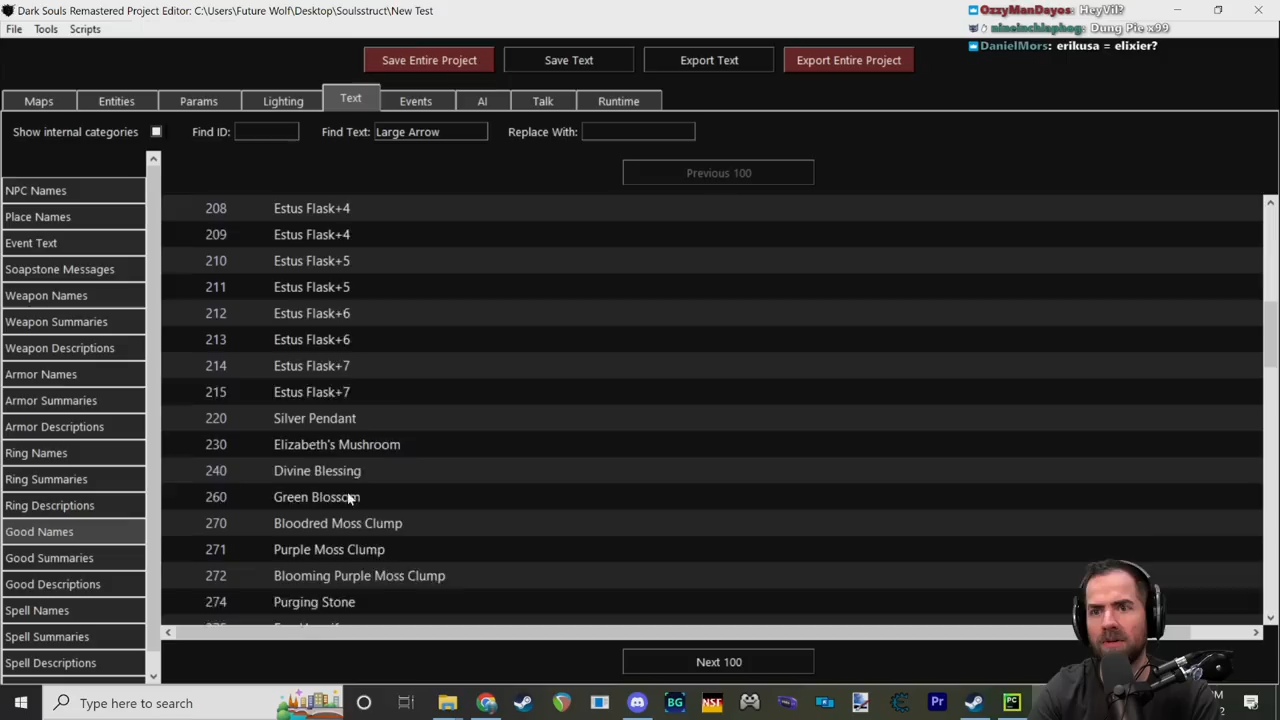 Dark Souls Remastered Project Editor: C:\Users\Future Wolf\Desktop\Soulsstruct\New Test
OzzyManDayos: HeyVil?
nineinchiaphog: Dung Pie x99
DanielMors: erikusa = elixier?
File Tools Scripts
Save Entire Project Save Text Export Text Export Entire Project
Maps Entities Params Lighting Text Events AI Talk Runtime
Show internal categories Find ID: Find Text: Large Arrow Replace With:
Previous 100
NPC Names
Place Names
Event Text
Soapstone Messages
Weapon Names
Weapon Summaries
Weapon Descriptions
Armor Names
Armor Summaries
Armor Descriptions
Ring Names
Ring Summaries
Ring Descriptions
Good Names
Good Summaries
Good Descriptions
Spell Names
Spell Summaries
Spell Descriptions
208 Estus Flask+4
209 Estus Flask+4
210 Estus Flask+5
211 Estus Flask+5
212 Estus Flask+6
213 Estus Flask+6
214 Estus Flask+7
215 Estus Flask+7
220 Silver Pendant
230 Elizabeth's Mushroom
240 Divine Blessing
260 Green Blossom
270 Bloodred Moss Clump
271 Purple Moss Clump
272 Blooming Purple Moss Clump
274 Purging Stone
Next 100
Type here to search
BG NSF Pr PC